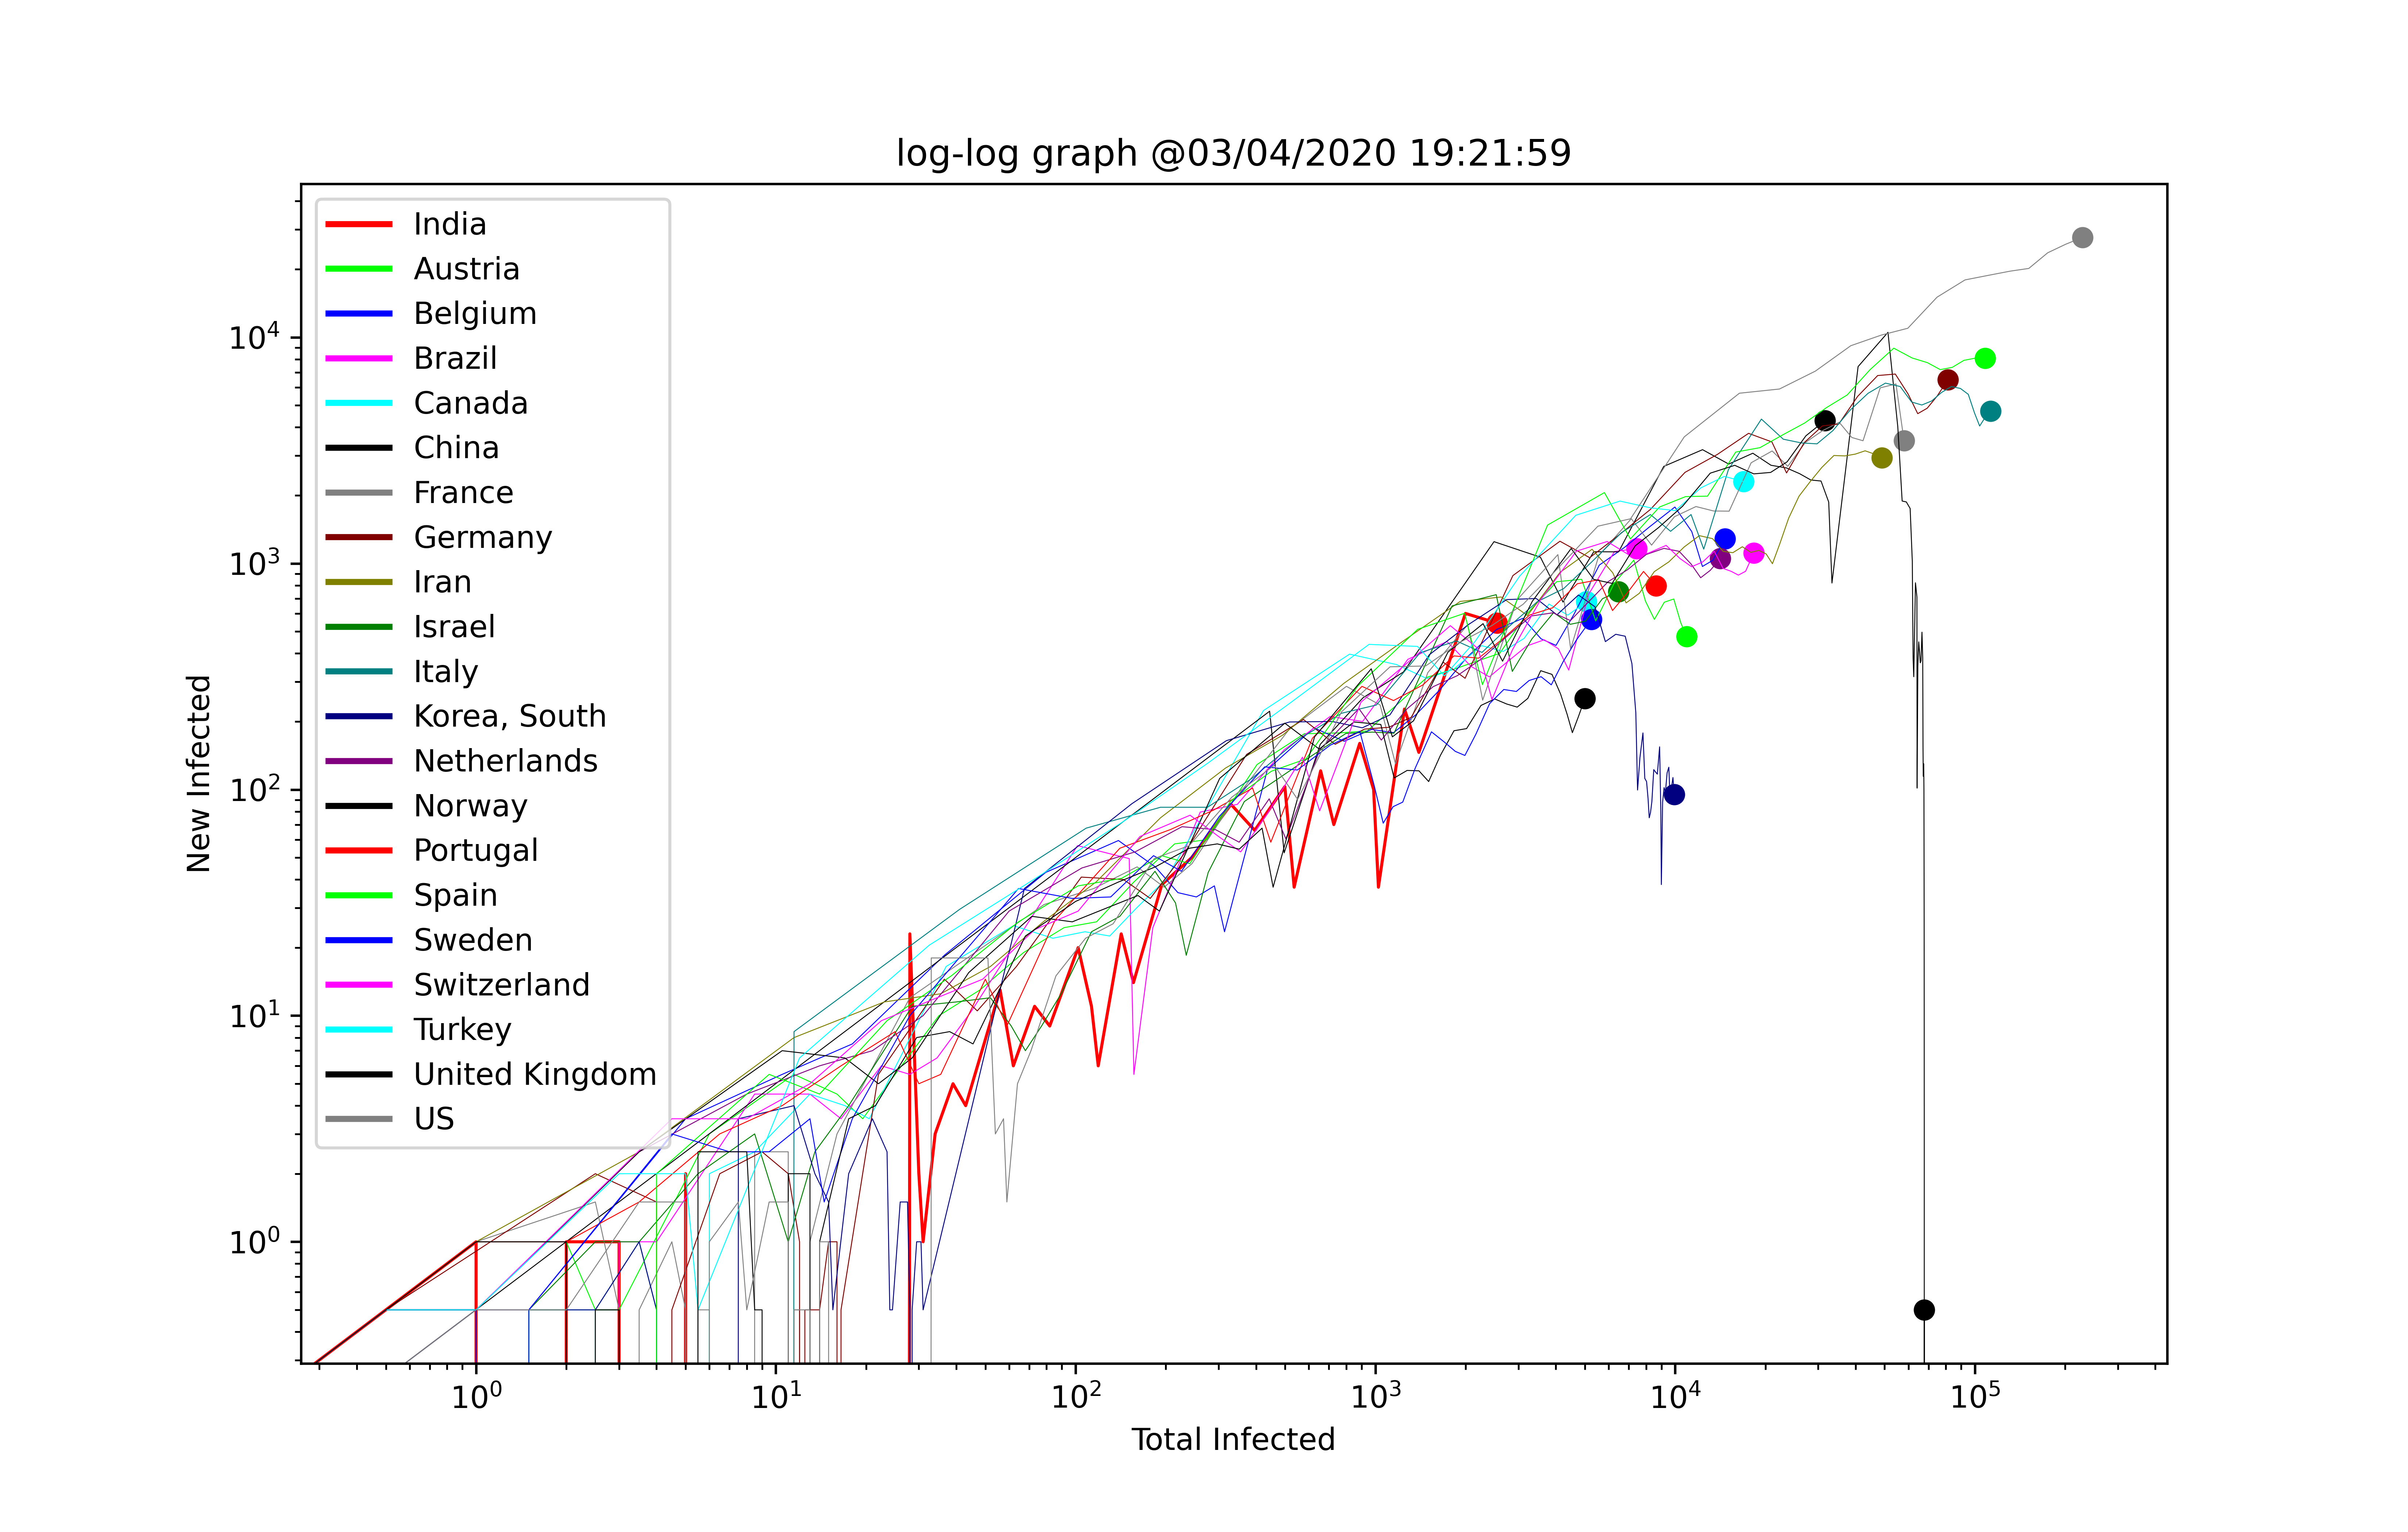 log-log graph @03/04/2020 19:21:59
India
Austria
Belgium
Brazil
Canada
China
France
Germany
Iran
Israel
Italy
Korea, South
Netherlands
Norway
Portugal
Spain
Sweden
Switzerland
Turkey
United Kingdom
US
New Infected
10⁴
10³
10²
10¹
10⁰
10⁰ 10¹ 10² 10³ 10⁴ 10⁵
Total Infected